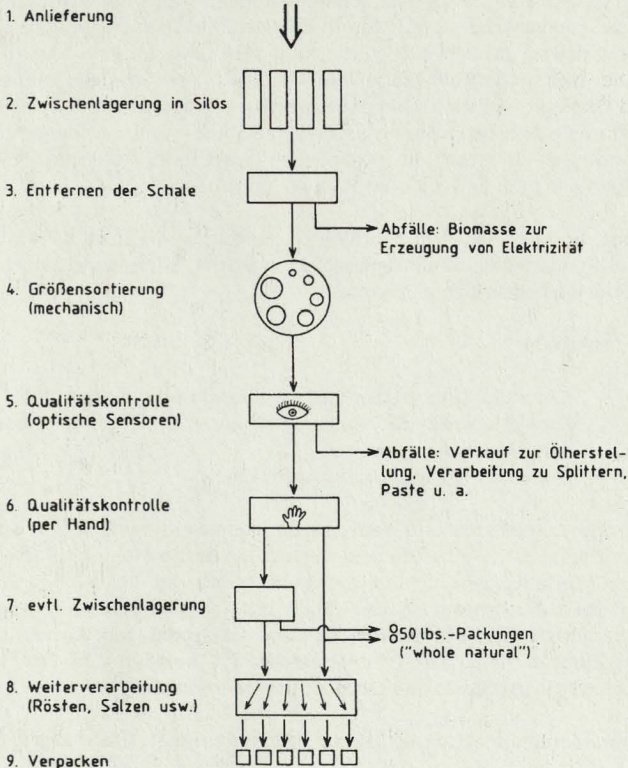 1. Anlieferung
2. Zwischenlagerung in Silos
3. Entfernen der Schale
Abfälle: Biomasse zur
Erzeugung von Elektrizität
4. Größensortierung
(mechanisch)
5. Qualitätskontrolle
(optische Sensoren)
Abfälle: Verkauf zur Ölherstel-
lung, Verarbeitung zu Splittern,
Paste u. a.
6. Qualitätskontrolle
(per Hand)
7. evtl. Zwischenlagerung
50 lbs.-Packungen
("whole natural")
8. Weiterverarbeitung
(Rösten, Salzen usw.)
9. Verpacken